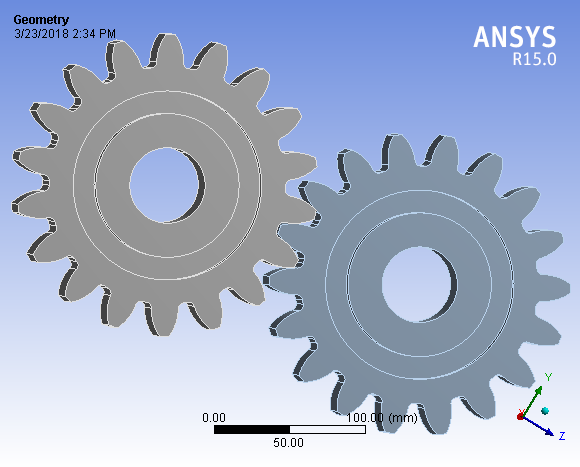 Geometry
3/23/2018 2:34 PM
ANSYS
R15.0
0.00 100.00 (mm)
50.00
Y
X
Z